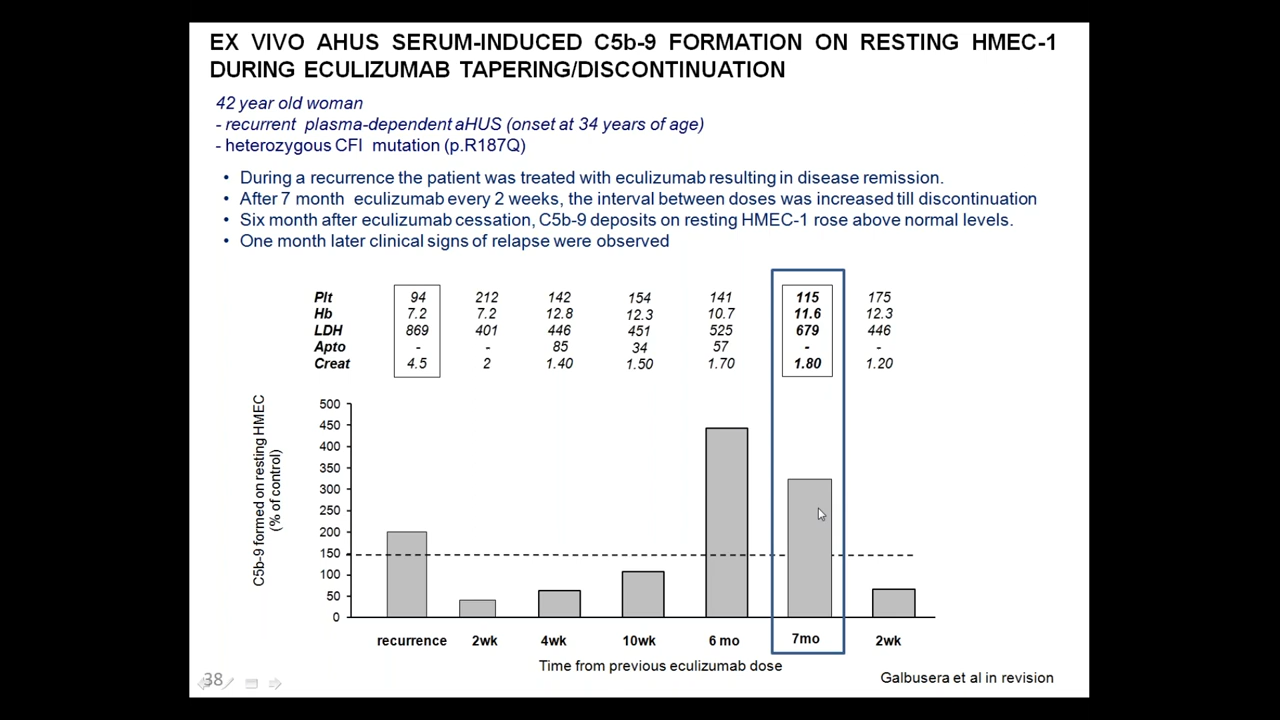 EX VIVO AHUS SERUM-INDUCED C5b-9 FORMATION ON RESTING HMEC-1
DURING ECULIZUMAB TAPERING/DISCONTINUATION
42 year old woman
- recurrent plasma-dependent aHUS (onset at 34 years of age)
- heterozygous CFI mutation (p.R187Q)
• During a recurrence the patient was treated with eculizumab resulting in disease remission.
• After 7 month eculizumab every 2 weeks, the interval between doses was increased till discontinuation
• Six month after eculizumab cessation, C5b-9 deposits on resting HMEC-1 rose above normal levels.
• One month later clinical signs of relapse were observed
Plt 94 212 142 154 141 115 175
Hb 7.2 7.2 12.8 12.3 10.7 11.6 12.3
LDH 869 401 446 451 525 679 446
Apto - - 85 34 57 - -
Creat 4.5 2 1.40 1.50 1.70 1.80 1.20
C5b-9 formed on resting HMEC
(% of control)
500
450
400
350
300
250
200
150
100
50
0
recurrence 2wk 4wk 10wk 6 mo 7mo 2wk
Time from previous eculizumab dose
Galbusera et al in revision
38